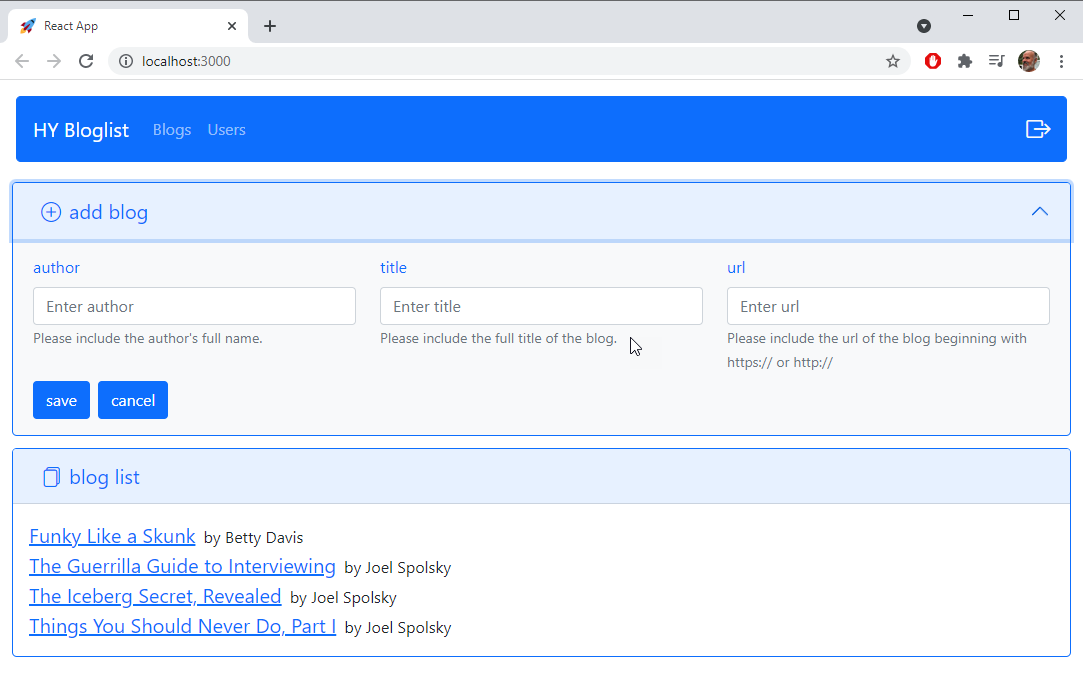 React App
localhost:3000
HY Bloglist Blogs Users
add blog
author title url
Enter author Enter title Enter url
Please include the author's full name. Please include the full title of the blog. Please include the url of the blog beginning with
https:// or http://
save cancel
blog list
Funky Like a Skunk by Betty Davis
The Guerrilla Guide to Interviewing by Joel Spolsky
The Iceberg Secret, Revealed by Joel Spolsky
Things You Should Never Do, Part I by Joel Spolsky